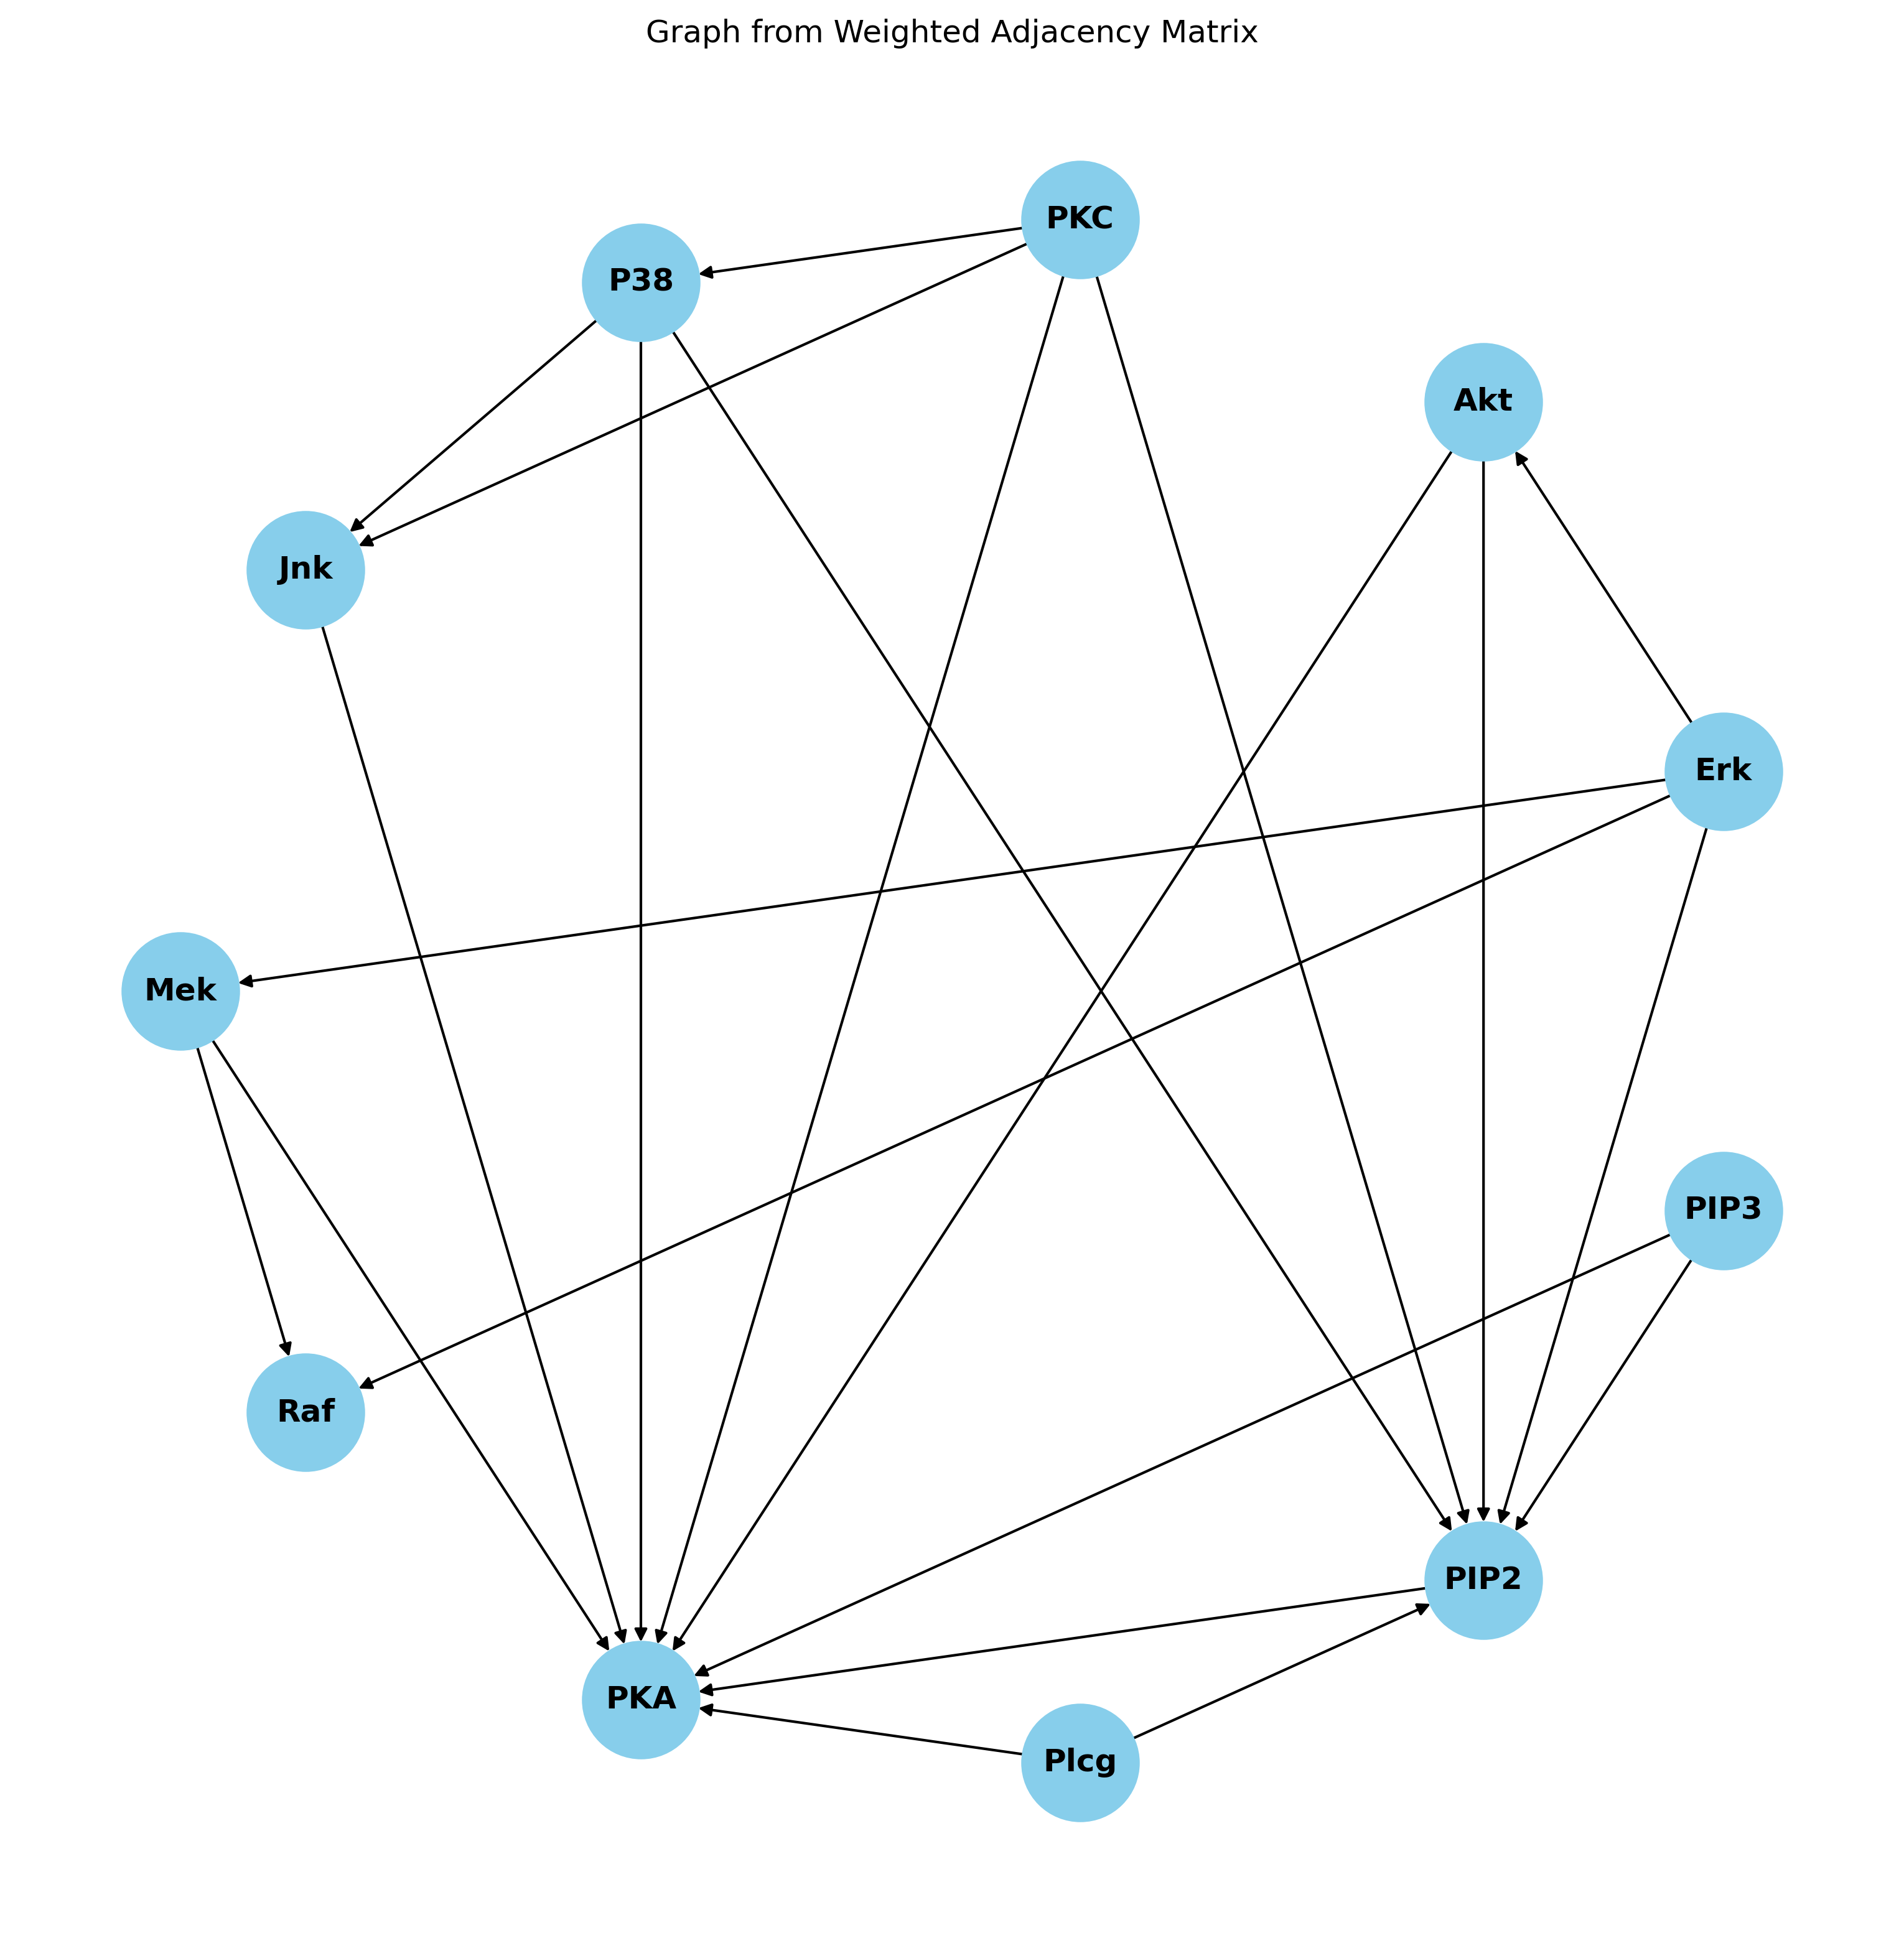 Graph from Weighted Adjacency Matrix
PKC
P38
Akt
Jnk
Erk
Mek
PIP3
Raf
PIP2
PKA
Plcg